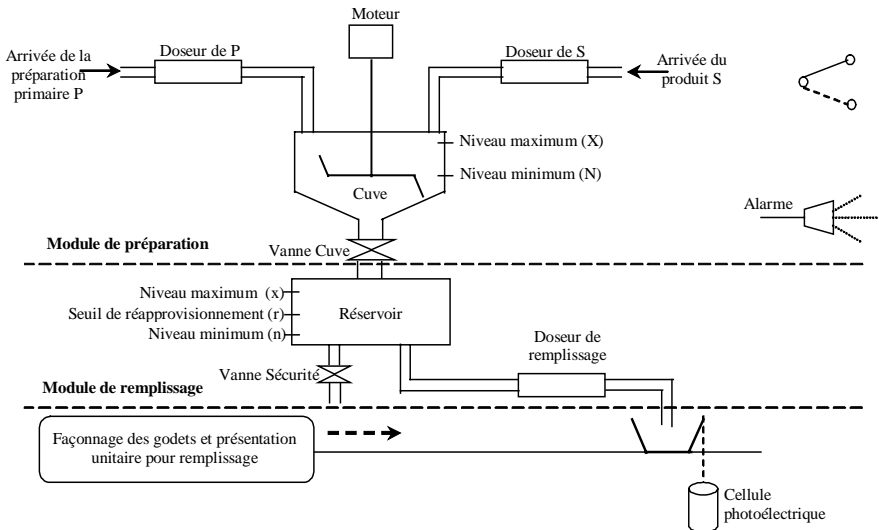 Moteur
Arrivée de la
préparation
primaire P
Doseur de P
Doseur de S
Arrivée du
produit S
Niveau maximum (X)
Niveau minimum (N)
Cuve
Alarme
Module de préparation
Vanne Cuve
Niveau maximum (x)
Seuil de réapprovisionnement (r)
Niveau minimum (n)
Réservoir
Doseur de
remplissage
Vanne Sécurité
Module de remplissage
Façonnage des godets et présentation
unitaire pour remplissage
Cellule
photoélectrique